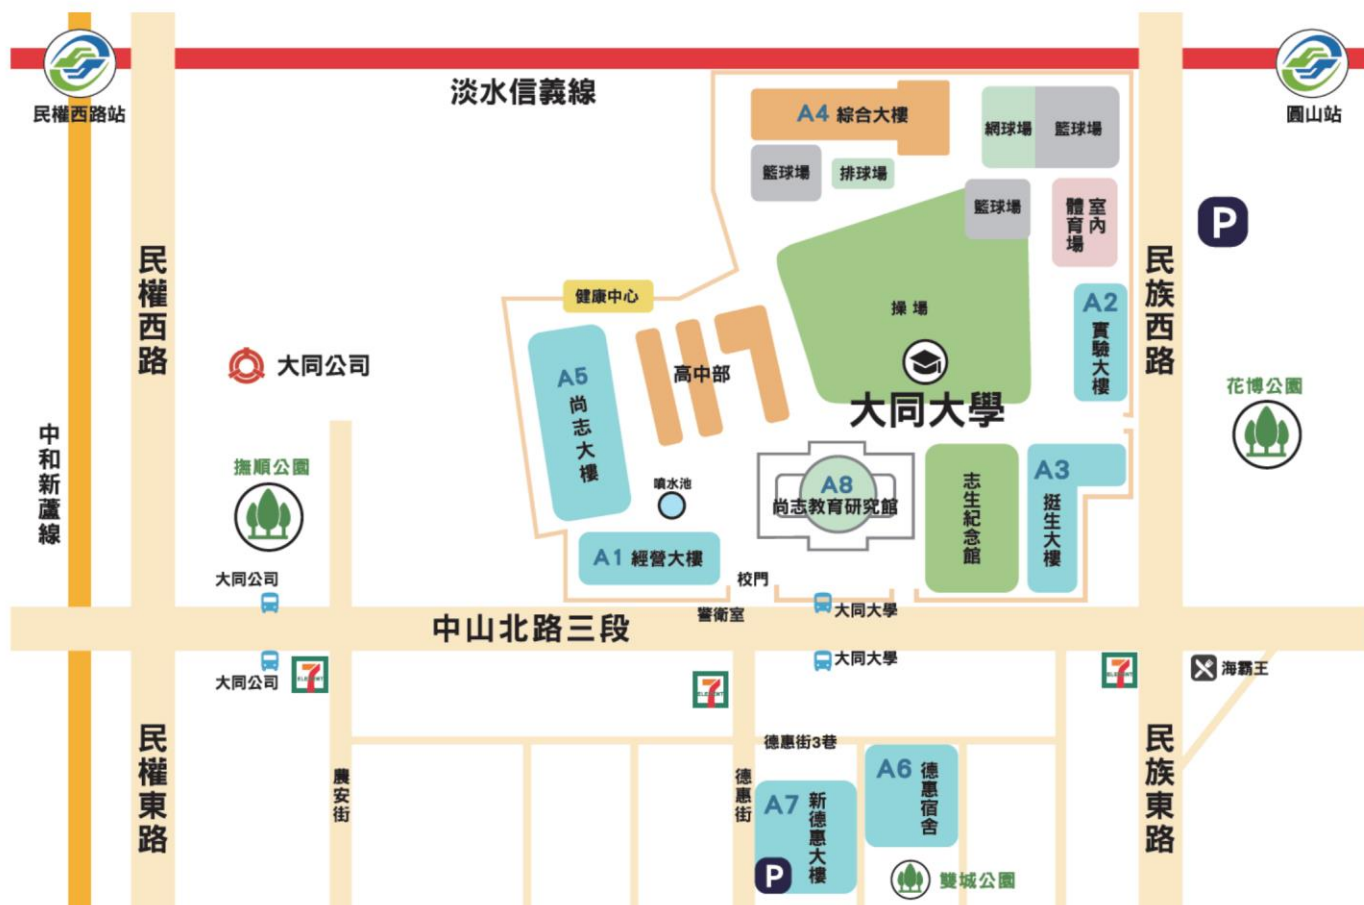 淡水信義線
民權西路站
圓山站
A4 綜合大樓
網球場
籃球場
籃球場
排球場
籃球場
室內體育場
民權西路
民族西路
P
健康中心
操場
A2 實驗大樓
大同公司
A5 尚志大樓
高中部
大同大學
花博公園
中和新蘆線
撫順公園
噴水池
A8
尚志教育研究館
志生紀念館
A3 挺生大樓
A1 經營大樓
校門
大同公司
警衛室
大同大學
中山北路三段
大同公司
大同大學
7
ELEVEN
7
ELEVEN
7
ELEVEN
海霸王
民權東路
農安街
德惠街
德惠街3巷
A7 新德惠大樓
P
A6 德惠宿舍
民族東路
雙城公園